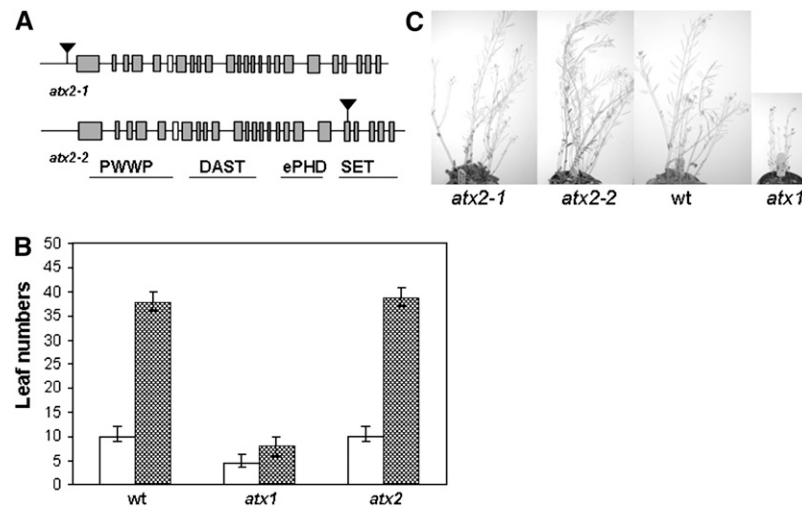 A
atx2-1
atx2-2
PWWP DAST ePHD SET
C
atx2-1 atx2-2 wt atx1
B
50
45
40
35
30
25
20
15
10
5
0
Leaf numbers
wt atx1 atx2